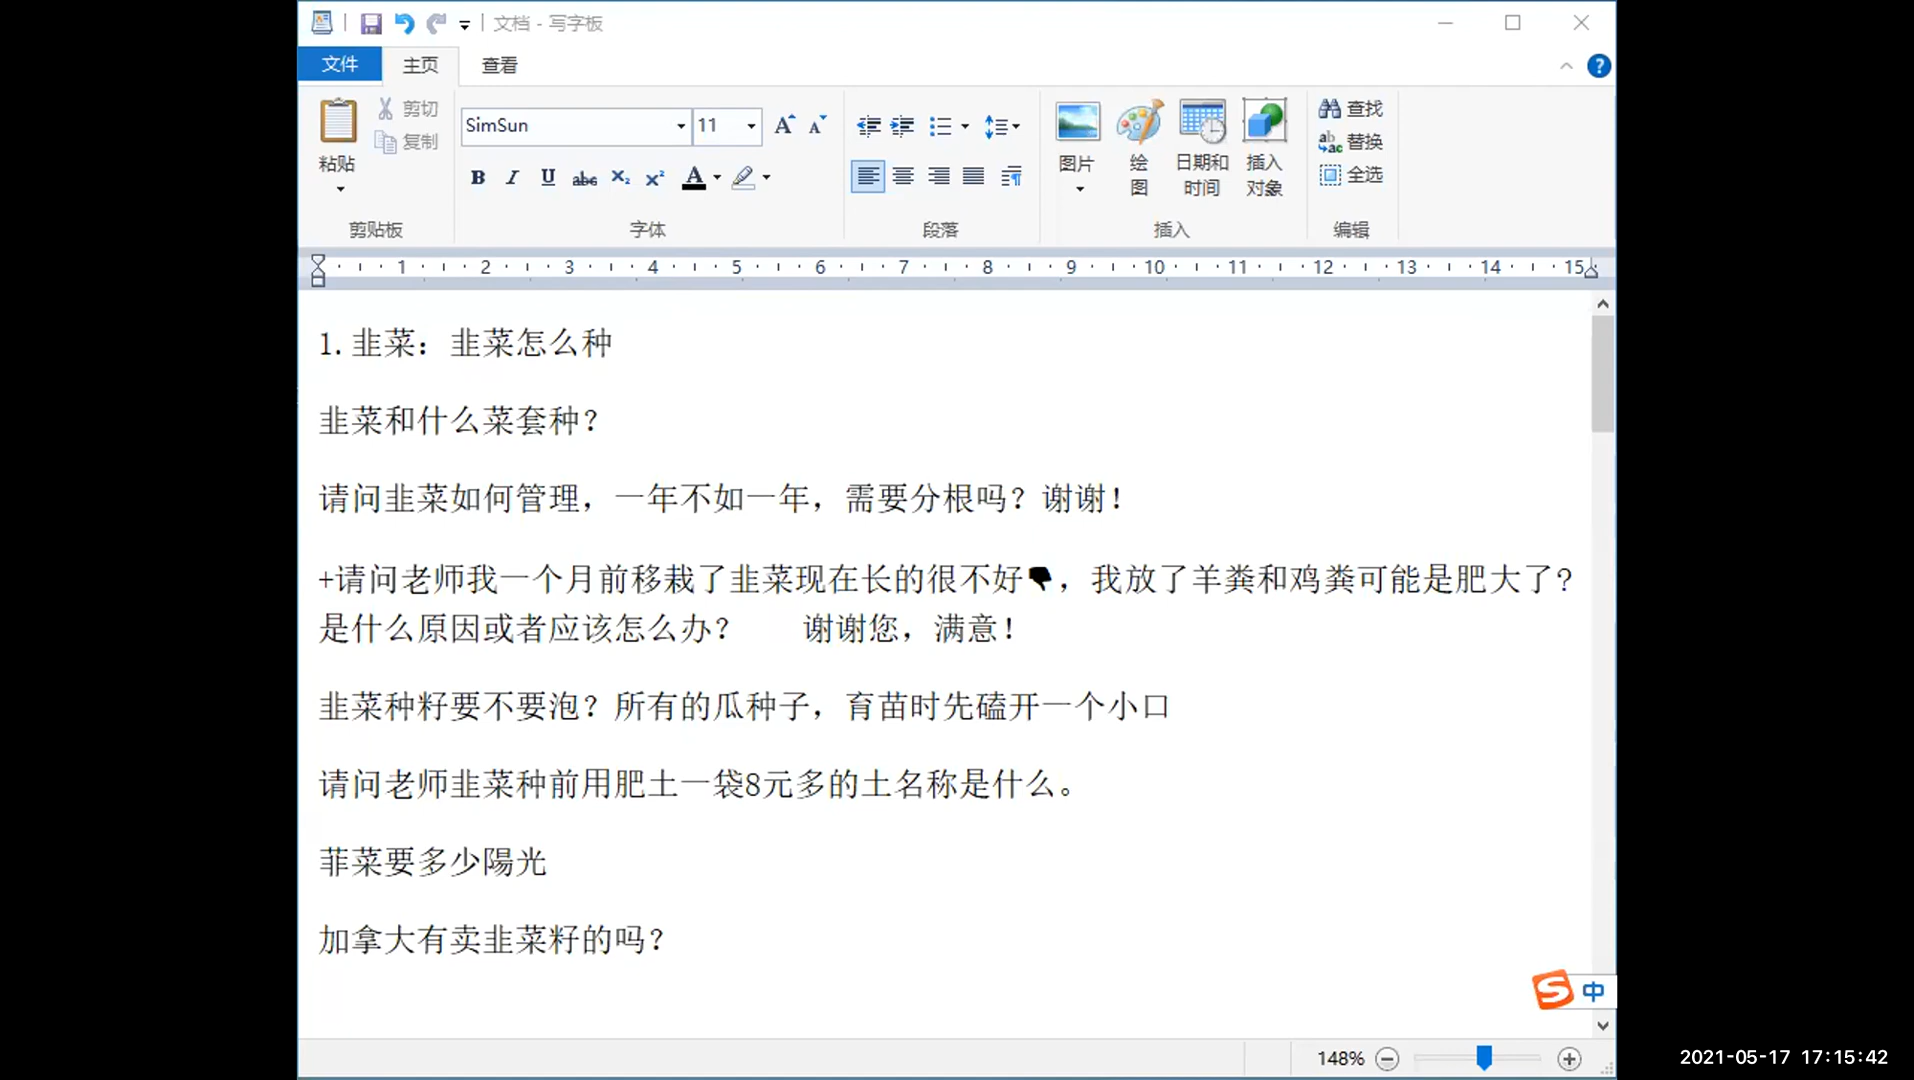 文档 - 写字板
文件 主页 查看
粘贴 剪切 复制
剪贴板
SimSun 11
B I U abc X₂ X² A
字体
段落
图片 绘图 日期和时间 插入对象
插入
查找
替换
全选
编辑
1 2 3 4 5 6 7 8 9 10 11 12 13 14 15
1.韭菜：韭菜怎么种
韭菜和什么菜套种？
请问韭菜如何管理，一年不如一年，需要分根吗？谢谢！
+请问老师我一个月前移栽了韭菜现在长的很不好👎，我放了羊粪和鸡粪可能是肥大了?
是什么原因或者应该怎么办？ 谢谢您，满意！
韭菜种籽要不要泡？所有的瓜种子，育苗时先磕开一个小口
请问老师韭菜种前用肥土一袋8元多的土名称是什么。
菲菜要多少陽光
加拿大有卖韭菜籽的吗？
中
148%
2021-05-17 17:15:42